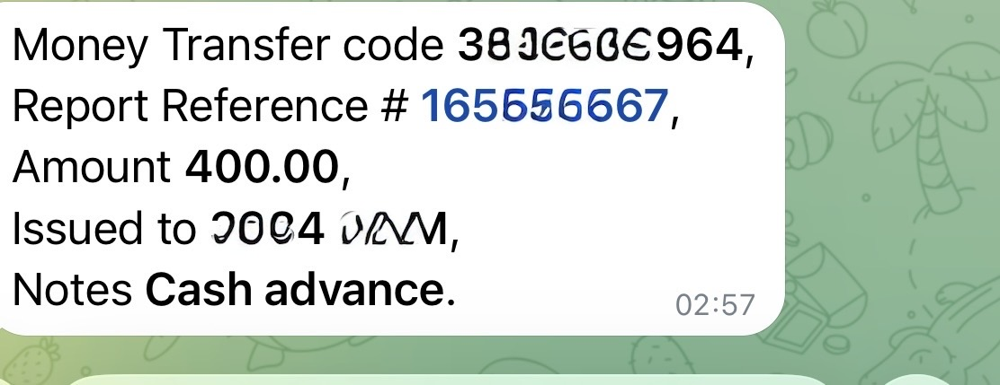 Money Transfer code
Report Reference #
Amount 400.00,
Issued to
Notes Cash advance.
02:57